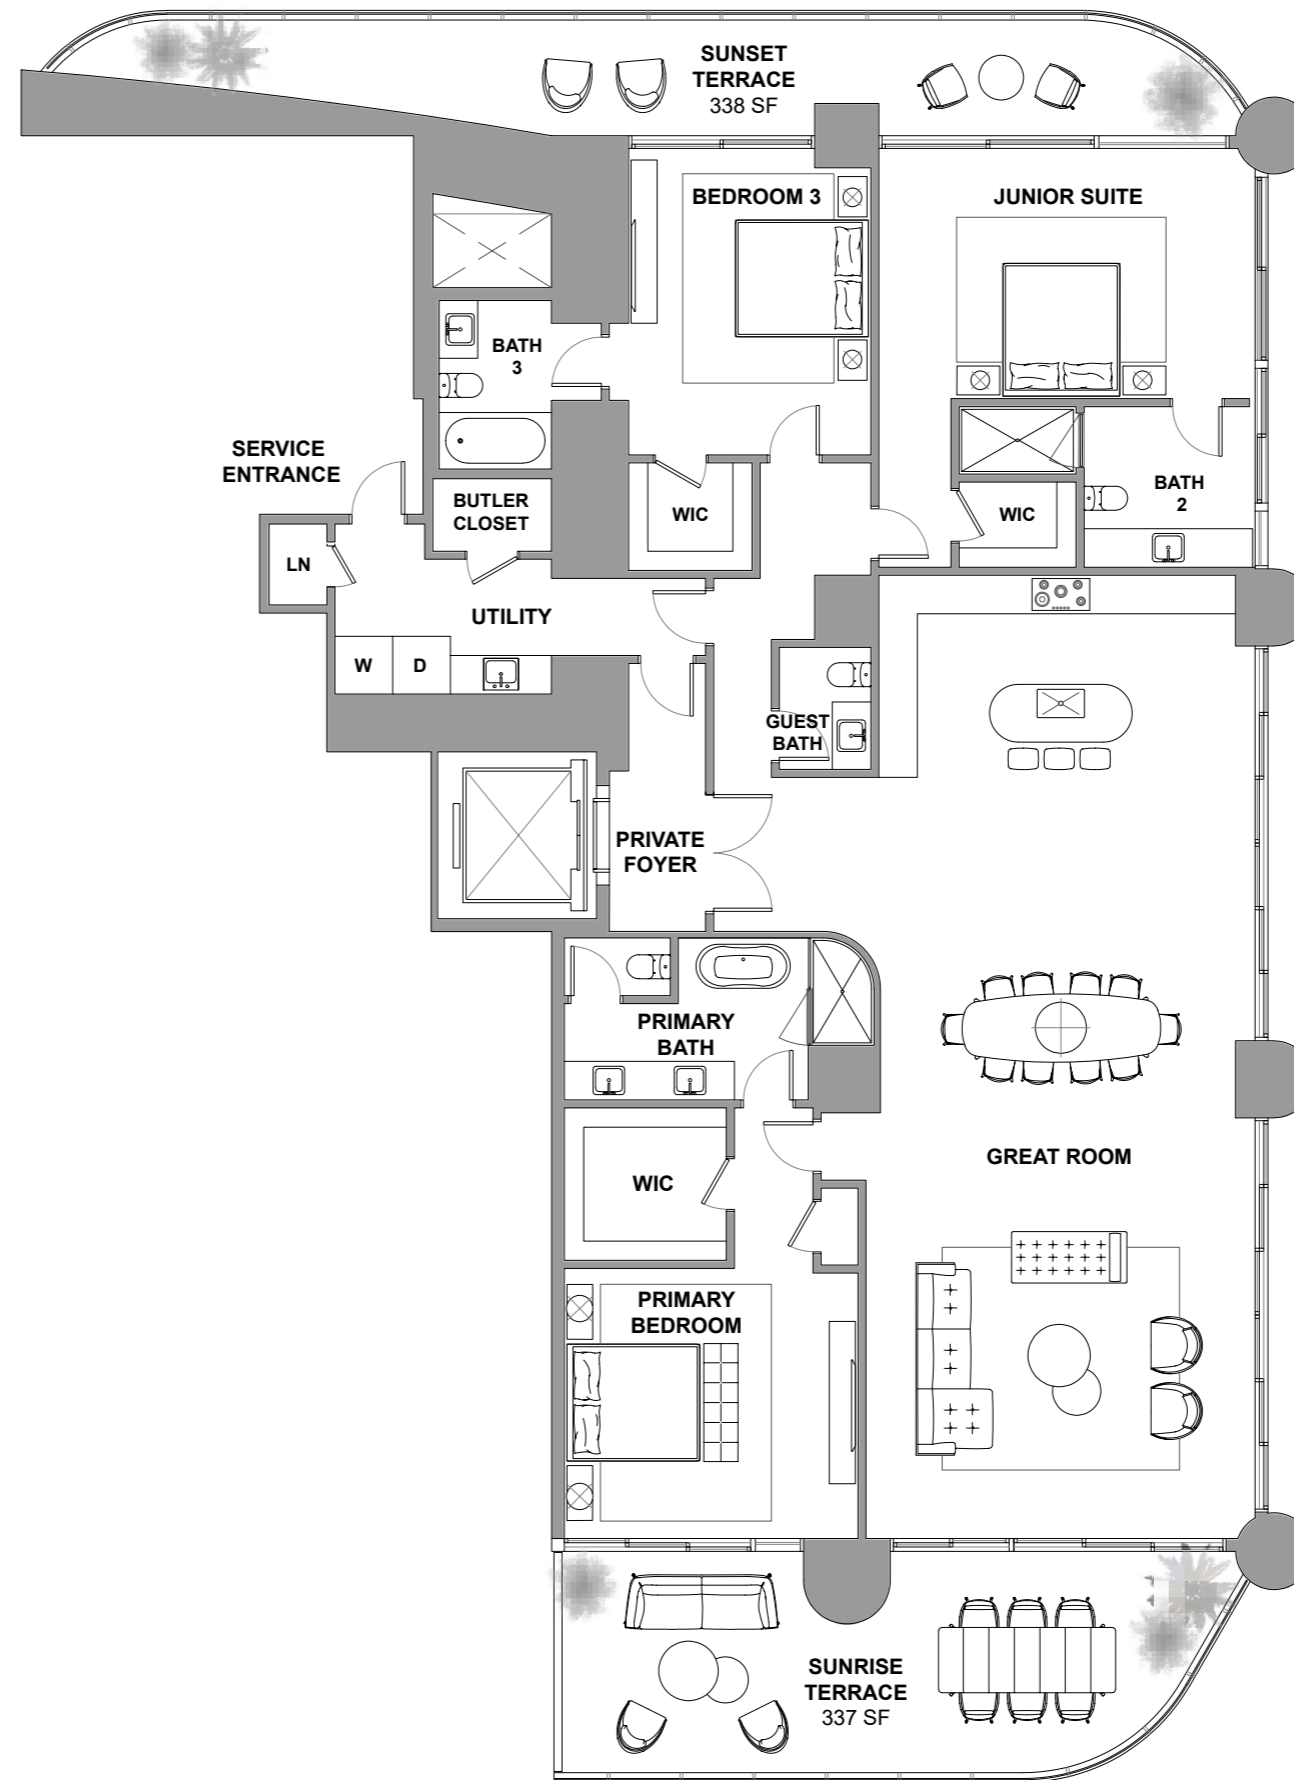 SUNSET
TERRACE
338 SF
BEDROOM 3
JUNIOR SUITE
BATH
3
SERVICE
ENTRANCE
BUTLER
CLOSET
WIC
WIC
BATH
2
LN
UTILITY
W
D
GUEST
BATH
PRIVATE
FOYER
PRIMARY
BATH
GREAT ROOM
WIC
PRIMARY
BEDROOM
SUNRISE
TERRACE
337 SF